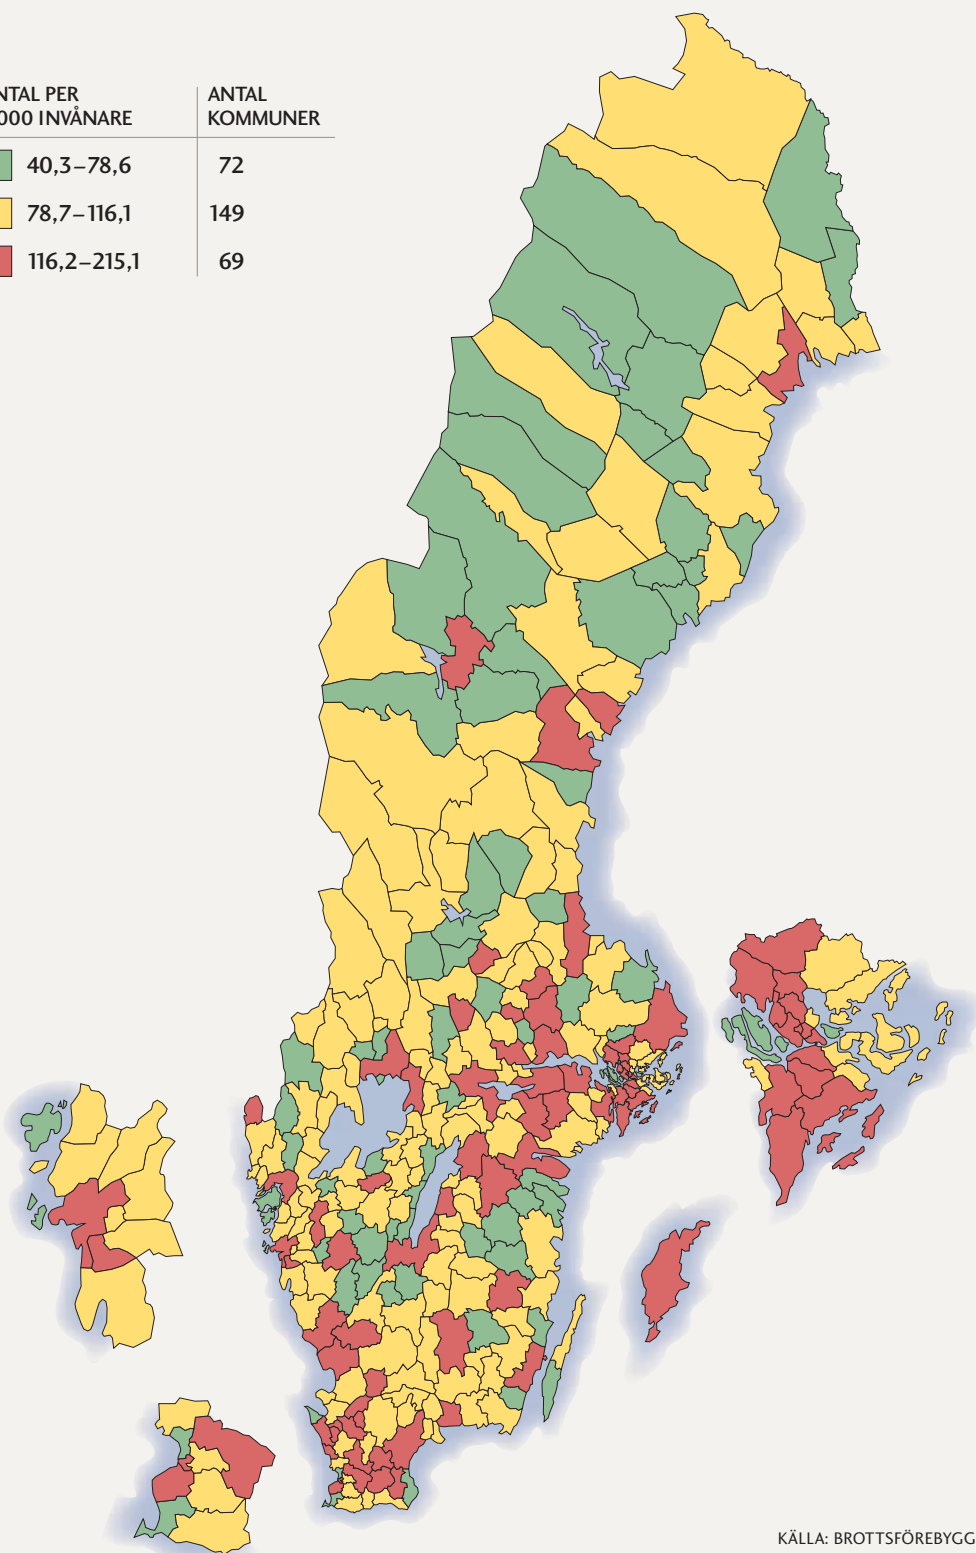 NTAL PER
000 INVÅNARE
ANTAL
KOMMUNER
40,3–78,6 72
78,7–116,1 149
116,2–215,1 69
KÄLLA: BROTTSFÖREBYGG